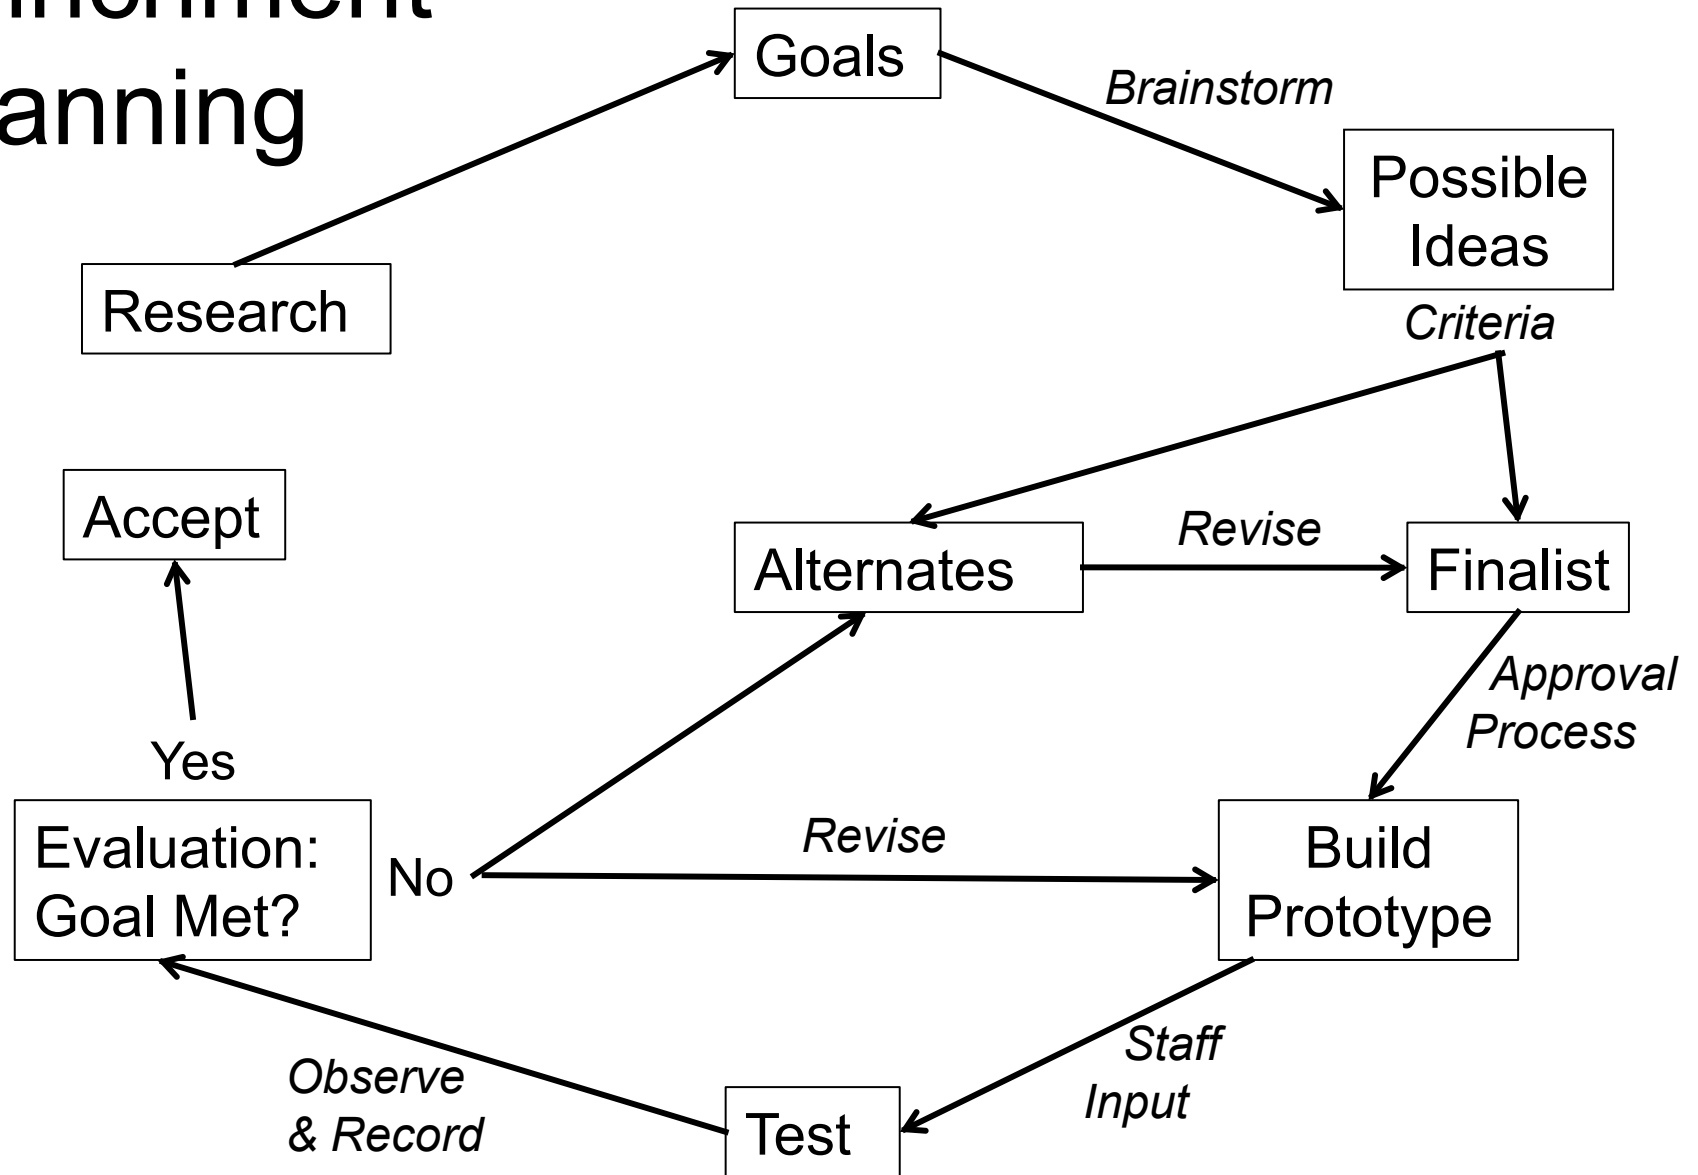 Goals
Brainstorm
Possible
Ideas
Research
Criteria
Accept
Alternates
Revise
Finalist
Approval
Process
Yes
Evaluation:
Goal Met?
No
Revise
Build
Prototype
Staff
Input
Observe
& Record
Test